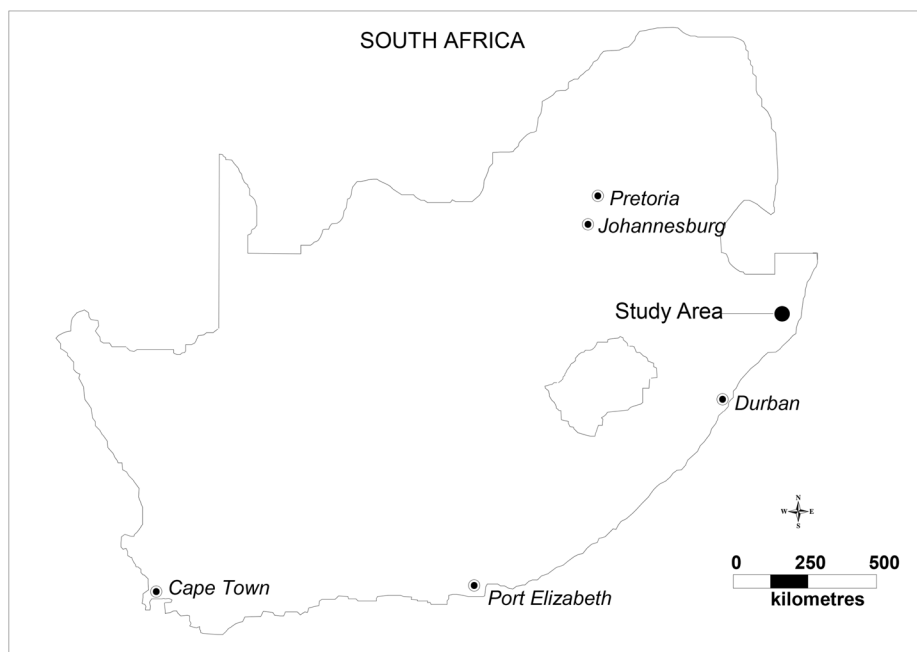 SOUTH AFRICA
Pretoria
Johannesburg
Study Area
Durban
N
W E
S
0 250 500
kilometres
Cape Town
Port Elizabeth